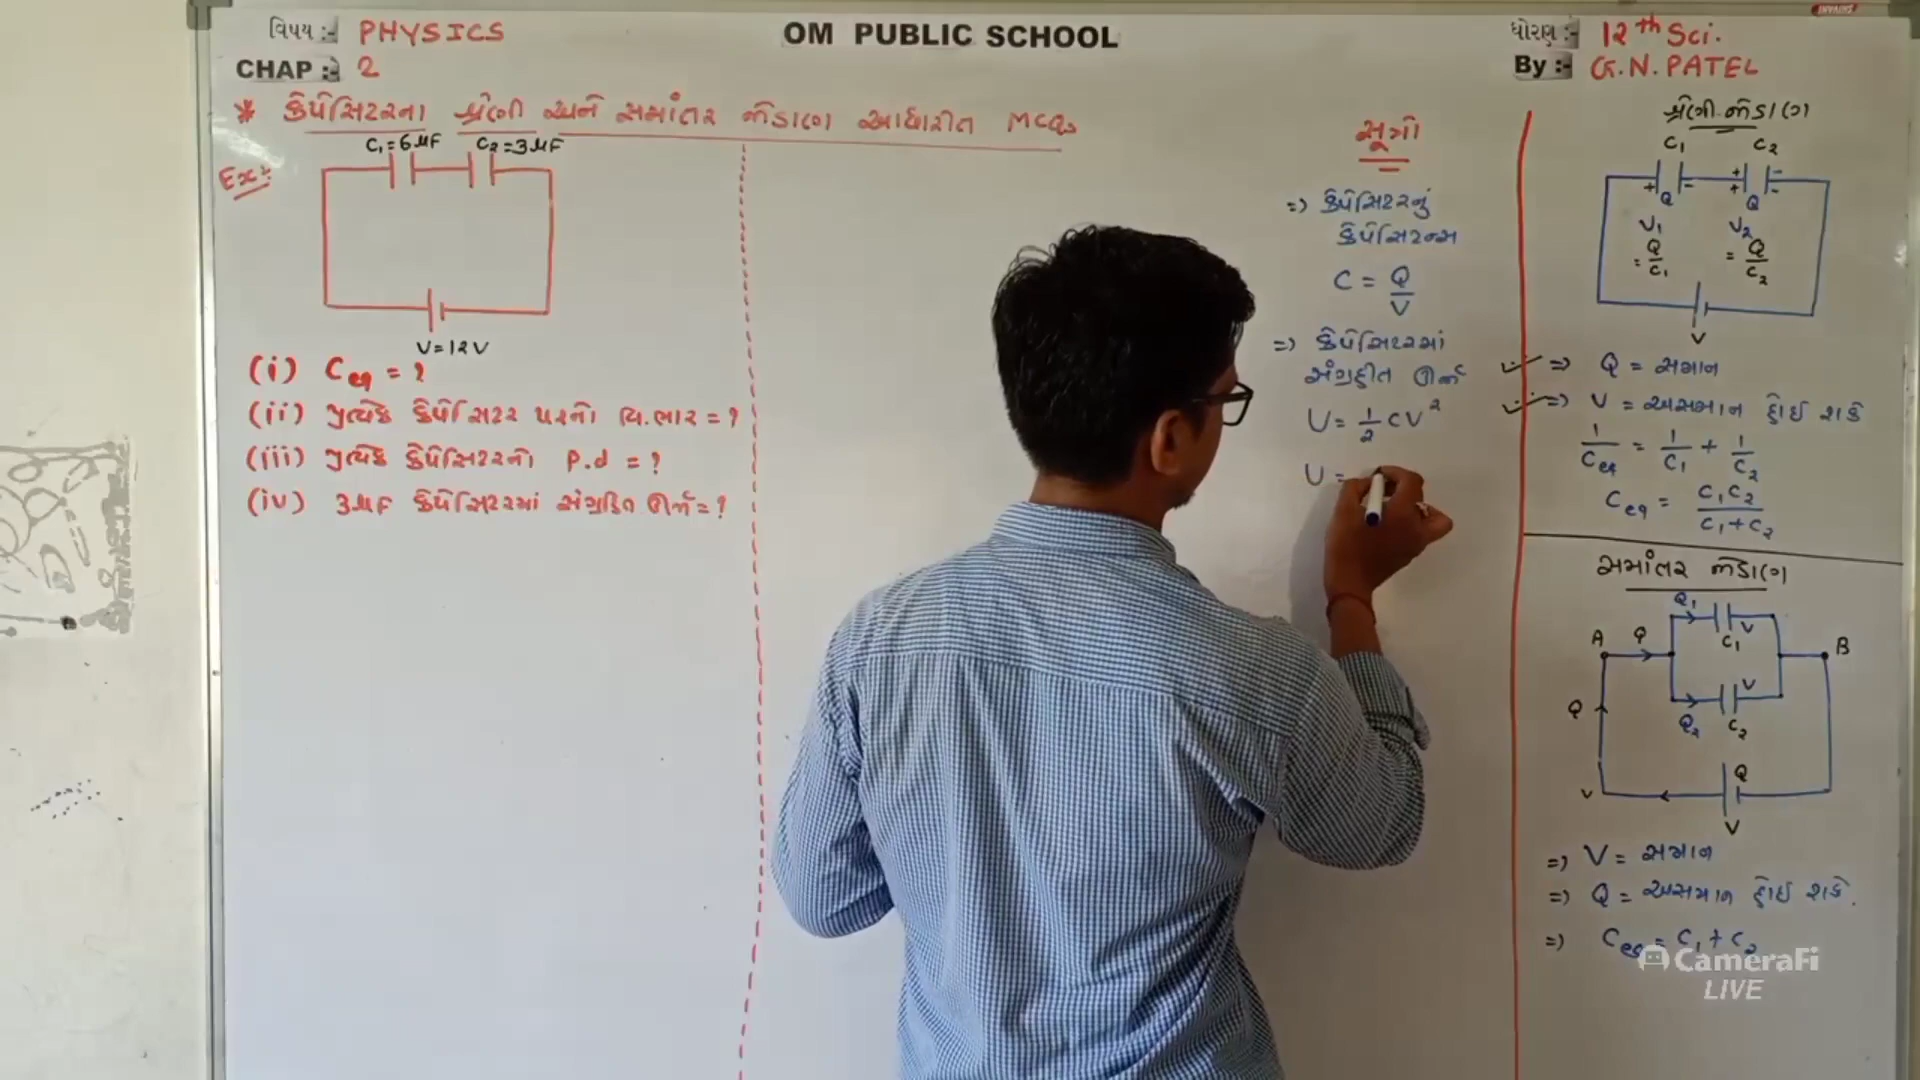 વિષય :- PHYSICS
OM PUBLIC SCHOOL
ધોરણ :- 12th Sci.
CHAP :- 2
By :- G.N. PATEL
* કેપેસિટરના શ્રેણી અને સમાંતર જોડાણ આધારીત MCQs
Ex:-
C₁=6μF C₂=3μF
V=12V
(i) Ceq = ?
(ii) પ્રત્યેક કેપેસિટર પરનો વિ.ભાર = ?
(iii) પ્રત્યેક કેપેસિટરનો P.d = ?
(iv) 3μF કેપેસિટરમાં સંગ્રહિત ઊર્જા = ?
સૂત્રો
=> કેપેસિટરનું
કેપેસિટન્સ
C = Q/V
=> કેપેસિટરમાં
સંગ્રહીત ઊર્જા
U = 1/2 CV²
U =
શ્રેણી જોડાણ
C₁ C₂
+ - + -
+ -
Q Q
V₁ V₂
= Q/C₁ = Q/C₂
V
=> Q = સમાન
=> V = અસમાન હોઈ શકે
1/Ceq = 1/C₁ + 1/C₂
Ceq = C₁C₂/C₁+C₂
સમાંતર જોડાણ
Q₁ V
C₁
A Q B
V
Q Q₂ C₂
Q
V
V
=> V = સમાન
=> Q = અસમાન હોઈ શકે.
=> Ceq = C₁ + C₂
CameraFi
LIVE